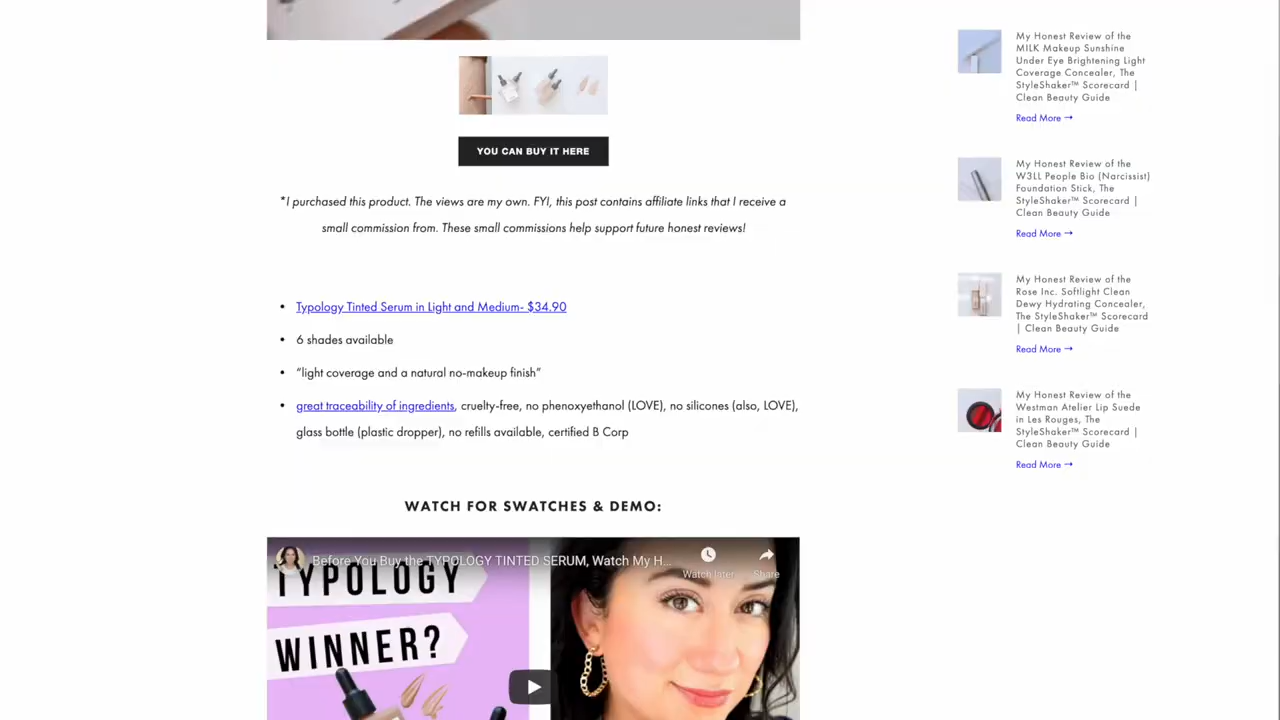 YOU CAN BUY IT HERE
*I purchased this product. The views are my own. FYI, this post contains affiliate links that I receive a
small commission from. These small commissions help support future honest reviews!
• Typology Tinted Serum in Light and Medium- $34.90
• 6 shades available
• “light coverage and a natural no-makeup finish”
• great traceability of ingredients, cruelty-free, no phenoxyethanol (LOVE), no silicones (also, LOVE),
glass bottle (plastic dropper), no refills available, certified B Corp
WATCH FOR SWATCHES & DEMO:
Before You Buy the TYPOLOGY TINTED SERUM, Watch My H...
Watch later
Share
TYPOLOGY
WINNER?
My Honest Review of the
MILK Makeup Sunshine
Under Eye Brightening Light
Coverage Concealer, The
StyleShaker™ Scorecard |
Clean Beauty Guide
Read More →
My Honest Review of the
W3LL People Bio (Narcissist)
Foundation Stick, The
StyleShaker™ Scorecard |
Clean Beauty Guide
Read More →
My Honest Review of the
Rose Inc. Softlight Clean
Dewy Hydrating Concealer,
The StyleShaker™ Scorecard
| Clean Beauty Guide
Read More →
My Honest Review of the
Westman Atelier Lip Suede
in Les Rouges, The
StyleShaker™ Scorecard |
Clean Beauty Guide
Read More →